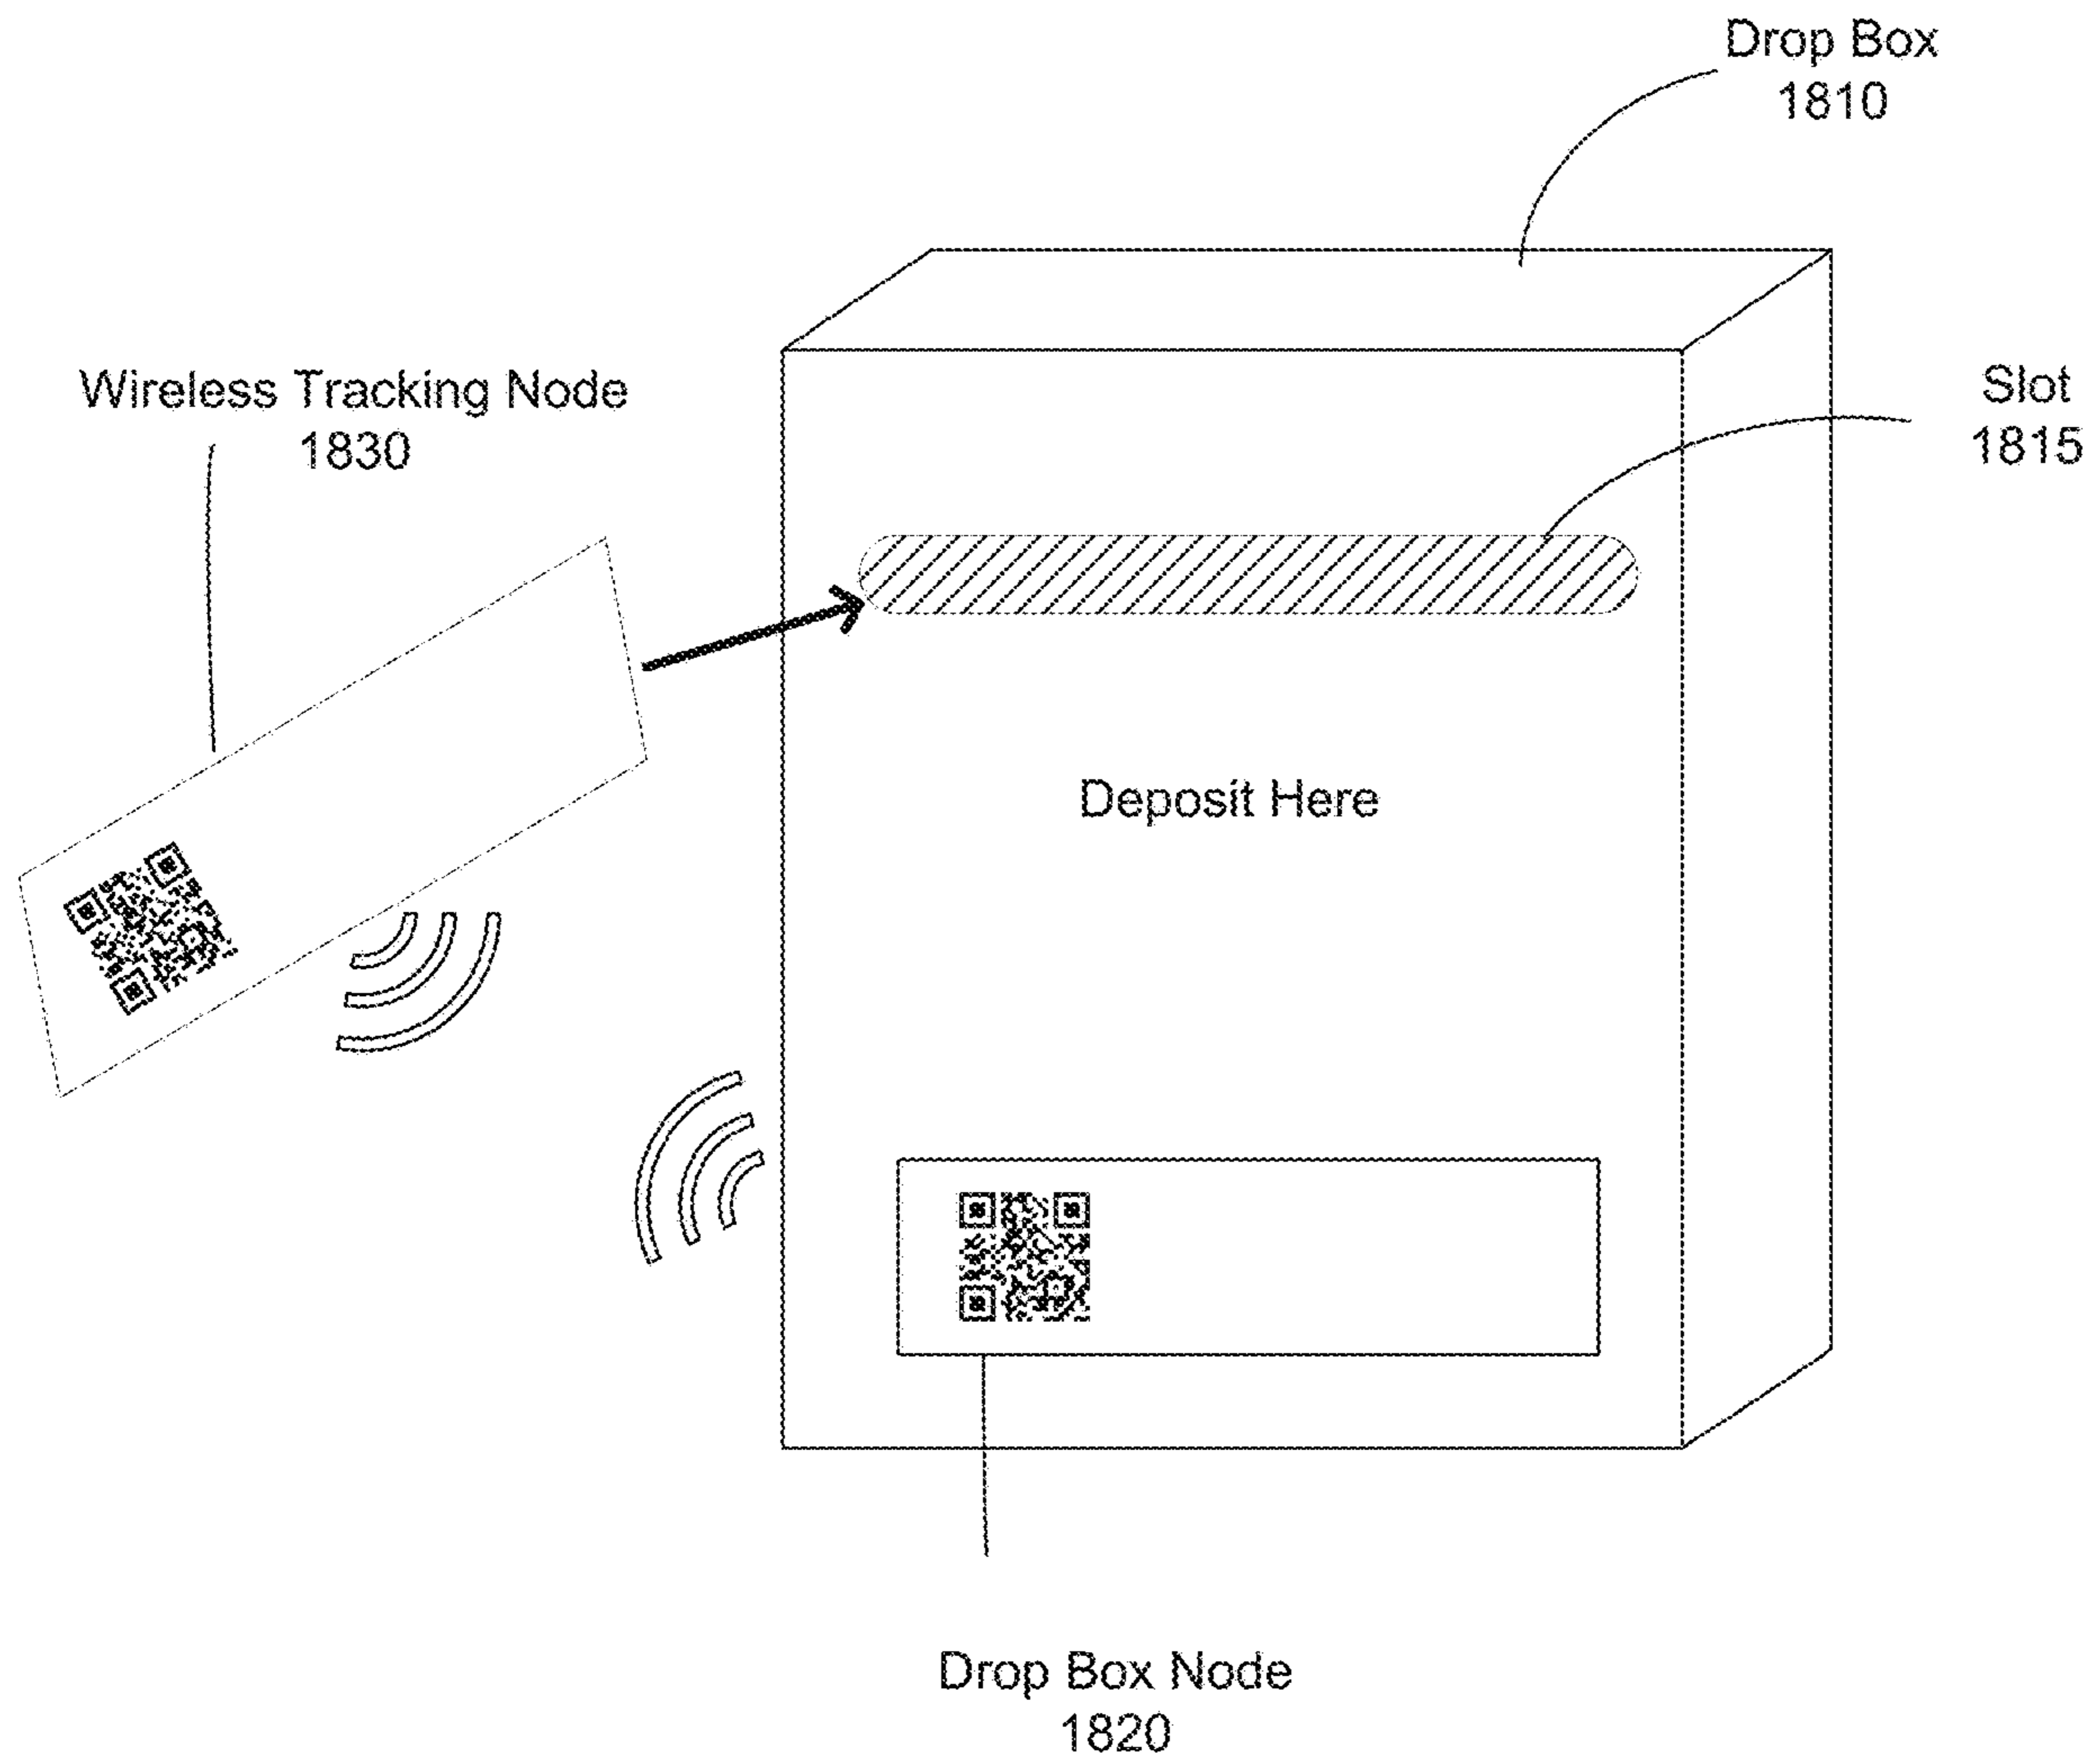 Drop Box
1810
Slot
1815
Wireless Tracking Node
1830
Deposit Here
Drop Box Node
1820